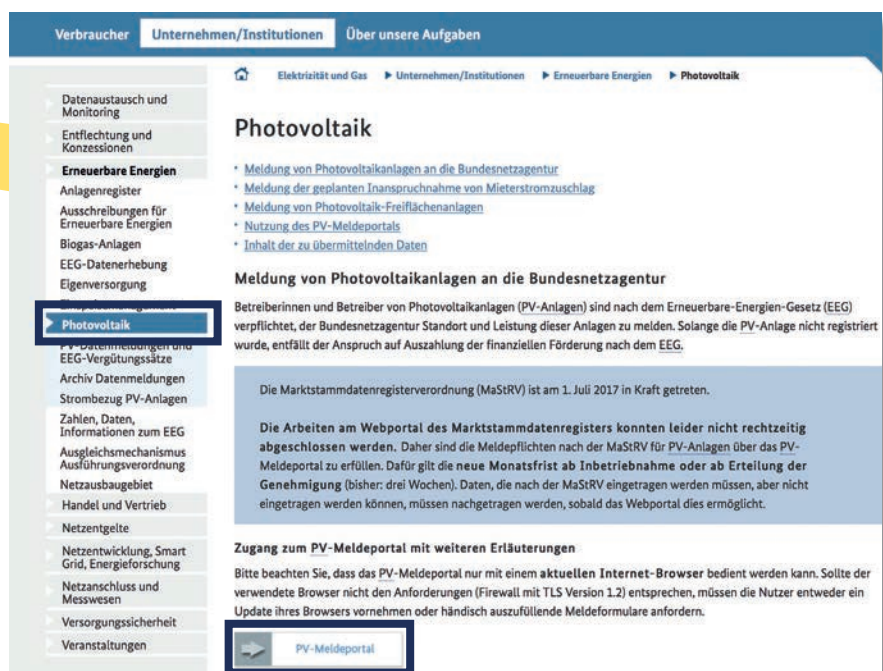 Verbraucher
Unternehmen/Institutionen
Über unsere Aufgaben
Elektrizität und Gas
Unternehmen/Institutionen
Erneuerbare Energien
Photovoltaik
Datenaustausch und
Monitoring
Entflechtung und
Konzessionen
Erneuerbare Energien
Anlagenregister
Ausschreibungen für
Erneuerbare Energien
Biogas-Anlagen
EEG-Datenerhebung
Eigenversorgung
Photovoltaik
PV-Datenmeldungen und
EEG-Vergütungssätze
Archiv Datenmeldungen
Strombezug PV-Anlagen
Zahlen, Daten,
Informationen zum EEG
Ausgleichsmechanismus
Ausführungsverordnung
Netzausbaugebiet
Handel und Vertrieb
Netzentgelte
Netzentwicklung, Smart
Grid, Energieforschung
Netzanschluss und
Messwesen
Versorgungssicherheit
Veranstaltungen
Photovoltaik
Meldung von Photovoltaikanlagen an die Bundesnetzagentur
Meldung der geplanten Inanspruchnahme von Mieterstromzuschlag
Meldung von Photovoltaik-Freiflächenanlagen
Nutzung des PV-Meldeportals
Inhalt der zu übermittelnden Daten
Meldung von Photovoltaikanlagen an die Bundesnetzagentur
Betreiberinnen und Betreiber von Photovoltaikanlagen (PV-Anlagen) sind nach dem Erneuerbare-Energien-Gesetz (EEG)
verpflichtet, der Bundesnetzagentur Standort und Leistung dieser Anlagen zu melden. Solange die PV-Anlage nicht registriert
wurde, entfällt der Anspruch auf Auszahlung der finanziellen Förderung nach dem EEG.
Die Marktstammdatenregisterverordnung (MaStRV) ist am 1. Juli 2017 in Kraft getreten.
Die Arbeiten am Webportal des Marktstammdatenregisters konnten leider nicht rechtzeitig
abgeschlossen werden. Daher sind die Meldepflichten nach der MaStRV für PV-Anlagen über das PV-
Meldeportal zu erfüllen. Dafür gilt die neue Monatsfrist ab Inbetriebnahme oder ab Erteilung der
Genehmigung (bisher: drei Wochen). Daten, die nach der MaStRV eingetragen werden müssen, aber nicht
eingetragen werden können, müssen nachgetragen werden, sobald das Webportal dies ermöglicht.
Zugang zum PV-Meldeportal mit weiteren Erläuterungen
Bitte beachten Sie, dass das PV-Meldeportal nur mit einem aktuellen Internet-Browser bedient werden kann. Sollte der
verwendete Browser nicht den Anforderungen (Firewall mit TLS Version 1.2) entsprechen, müssen die Nutzer entweder ein
Update ihres Browsers vornehmen oder händisch auszufüllende Meldeformulare anfordern.
PV-Meldeportal